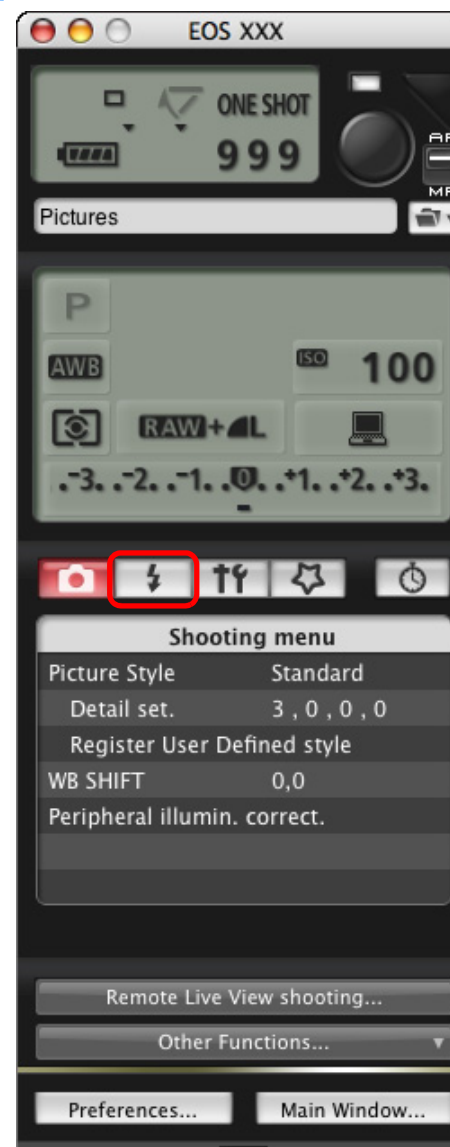 EOS XXX
ONE SHOT
999
AF
MF
Pictures
P
AWB
ISO 100
RAW+L
.-3. .-2. .-1. .0. .+1. .+2. .+3.
Shooting menu
Picture Style Standard
Detail set. 3 , 0 , 0 , 0
Register User Defined style
WB SHIFT 0,0
Peripheral illumin. correct.
Remote Live View shooting...
Other Functions...
Preferences... Main Window...